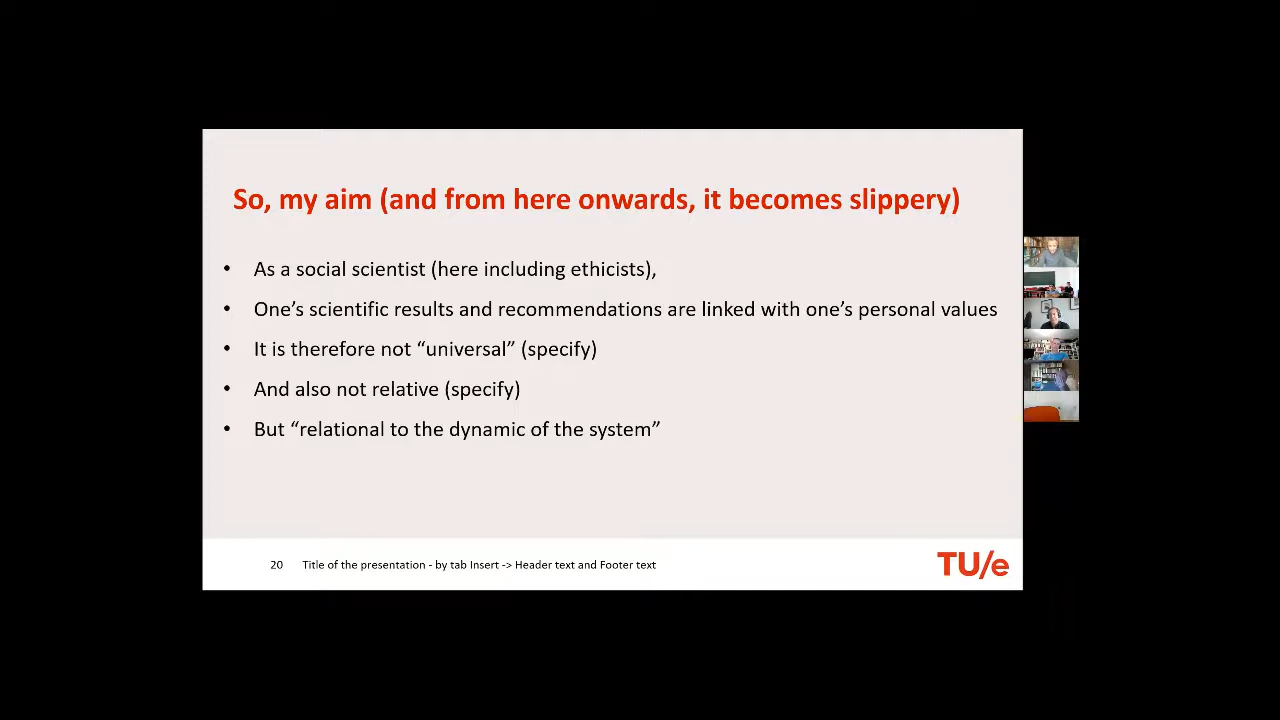 So, my aim (and from here onwards, it becomes slippery)
• As a social scientist (here including ethicists),
• One’s scientific results and recommendations are linked with one’s personal values
• It is therefore not “universal” (specify)
• And also not relative (specify)
• But “relational to the dynamic of the system”
20 Title of the presentation - by tab Insert -> Header text and Footer text
TU/e